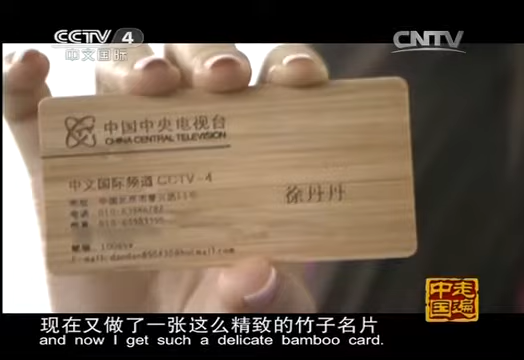 CCTV 4
中文国际
CNTV
中国中央电视台
CHINA CENTRAL TELEVISION
中文国际频道 CCTV-4
徐丹丹
电话
走遍
中国
现在又做了一张这么精致的竹子名片
and now I get such a delicate bamboo card.